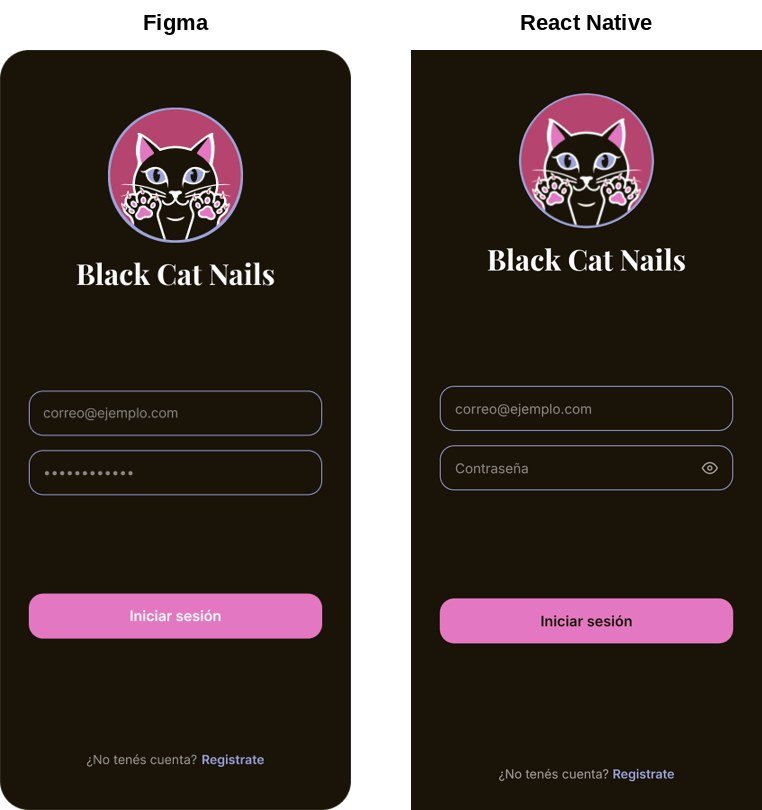 Figma
Black Cat Nails
correo@ejemplo.com
••••••••••••
Iniciar sesión
¿No tenés cuenta? Registrate
React Native
Black Cat Nails
correo@ejemplo.com
Contraseña
Iniciar sesión
¿No tenés cuenta? Registrate